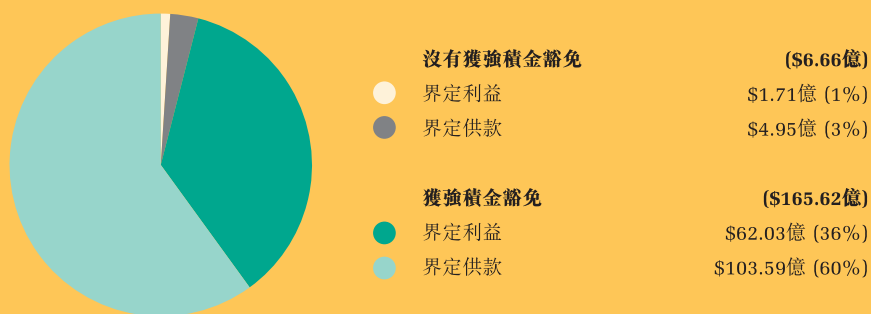 沒有獲強積金豁免 ($6.66億)
界定利益 $1.71億 (1%)
界定供款 $4.95億 (3%)
獲強積金豁免 ($165.62億)
界定利益 $62.03億 (36%)
界定供款 $103.59億 (60%)